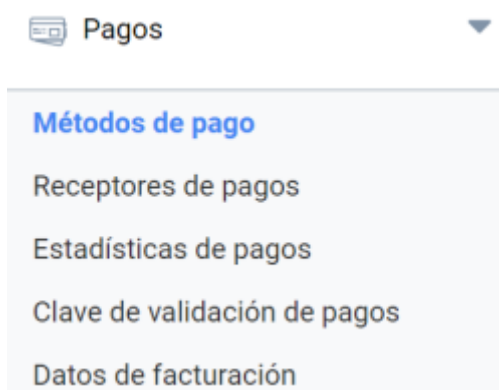 Pagos
Métodos de pago
Receptores de pagos
Estadísticas de pagos
Clave de validación de pagos
Datos de facturación